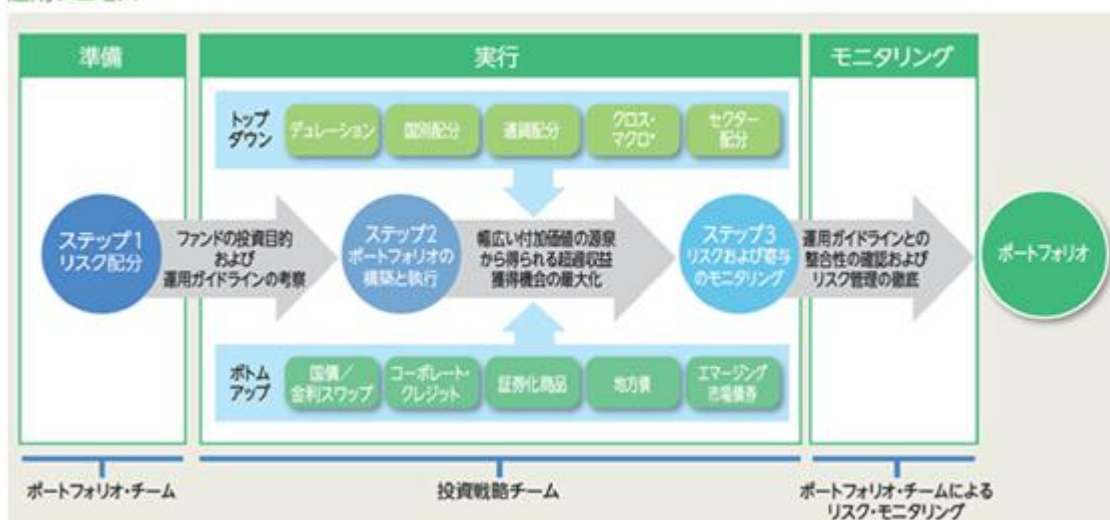 準備
実行
モニタリング
トップ
ダウン
デュレーション
国別配分
通貨配分
クロス・
マクロ*
セクター
配分
ステップ1
リスク配分
ファンドの投資目的
および
運用ガイドラインの考察
ステップ2
ポートフォリオの
構築と執行
幅広い付加価値の源泉
から得られる超過収益
獲得機会の最大化
ステップ3
リスクおよび寄与
のモニタリング
運用ガイドラインとの
整合性の確認および
リスク管理の徹底
ポートフォリオ
ボトム
アップ
国債／
金利スワップ
コーポレート・
クレジット
証券化商品
地方債
エマージング
市場債券
ポートフォリオ・チーム
投資戦略チーム
ポートフォリオ・チームによる
リスク・モニタリング